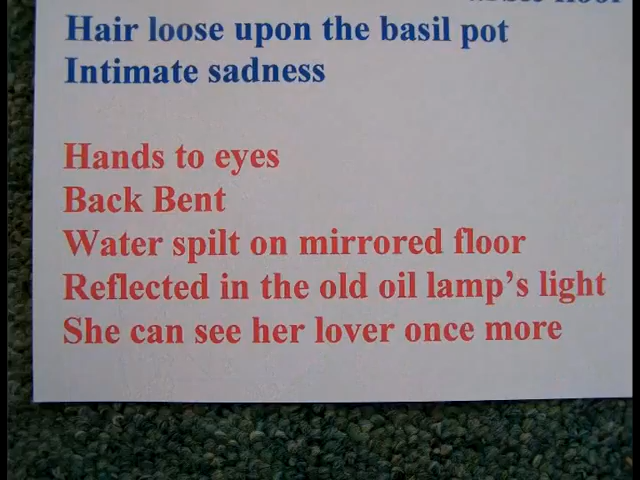 Hair loose upon the basil pot
Intimate sadness
Hands to eyes
Back Bent
Water spilt on mirrored floor
Reflected in the old oil lamp's light
She can see her lover once more